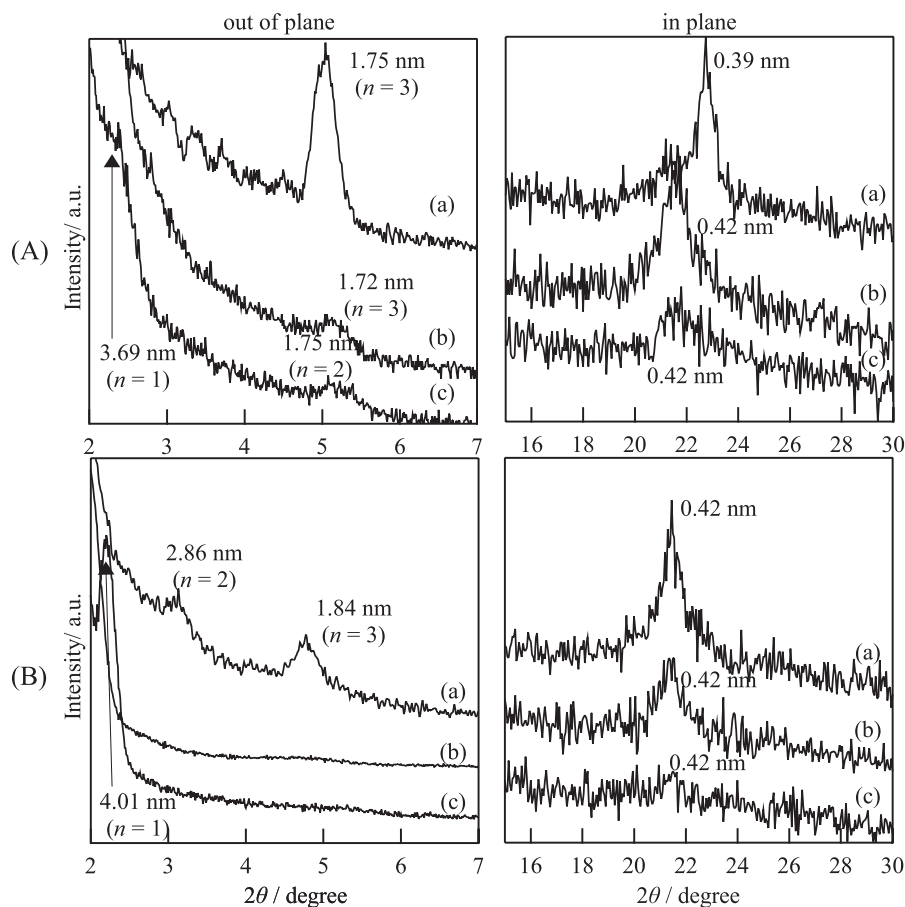 out of plane
in plane
(A)
Intensity/ a.u.
1.75 nm
(n = 3)
(a)
1.72 nm
(n = 3)
(b)
1.75 nm
(n = 2)
(c)
3.69 nm
(n = 1)
2 3 4 5 6 7
0.39 nm
(a)
0.42 nm
(b)
0.42 nm
(c)
16 18 20 22 24 26 28 30
(B)
Intensity/ a.u.
2.86 nm
(n = 2)
1.84 nm
(n = 3)
(a)
(b)
(c)
4.01 nm
(n = 1)
2 3 4 5 6 7
2θ / degree
0.42 nm
(a)
0.42 nm
(b)
0.42 nm
(c)
16 18 20 22 24 26 28 30
2θ / degree